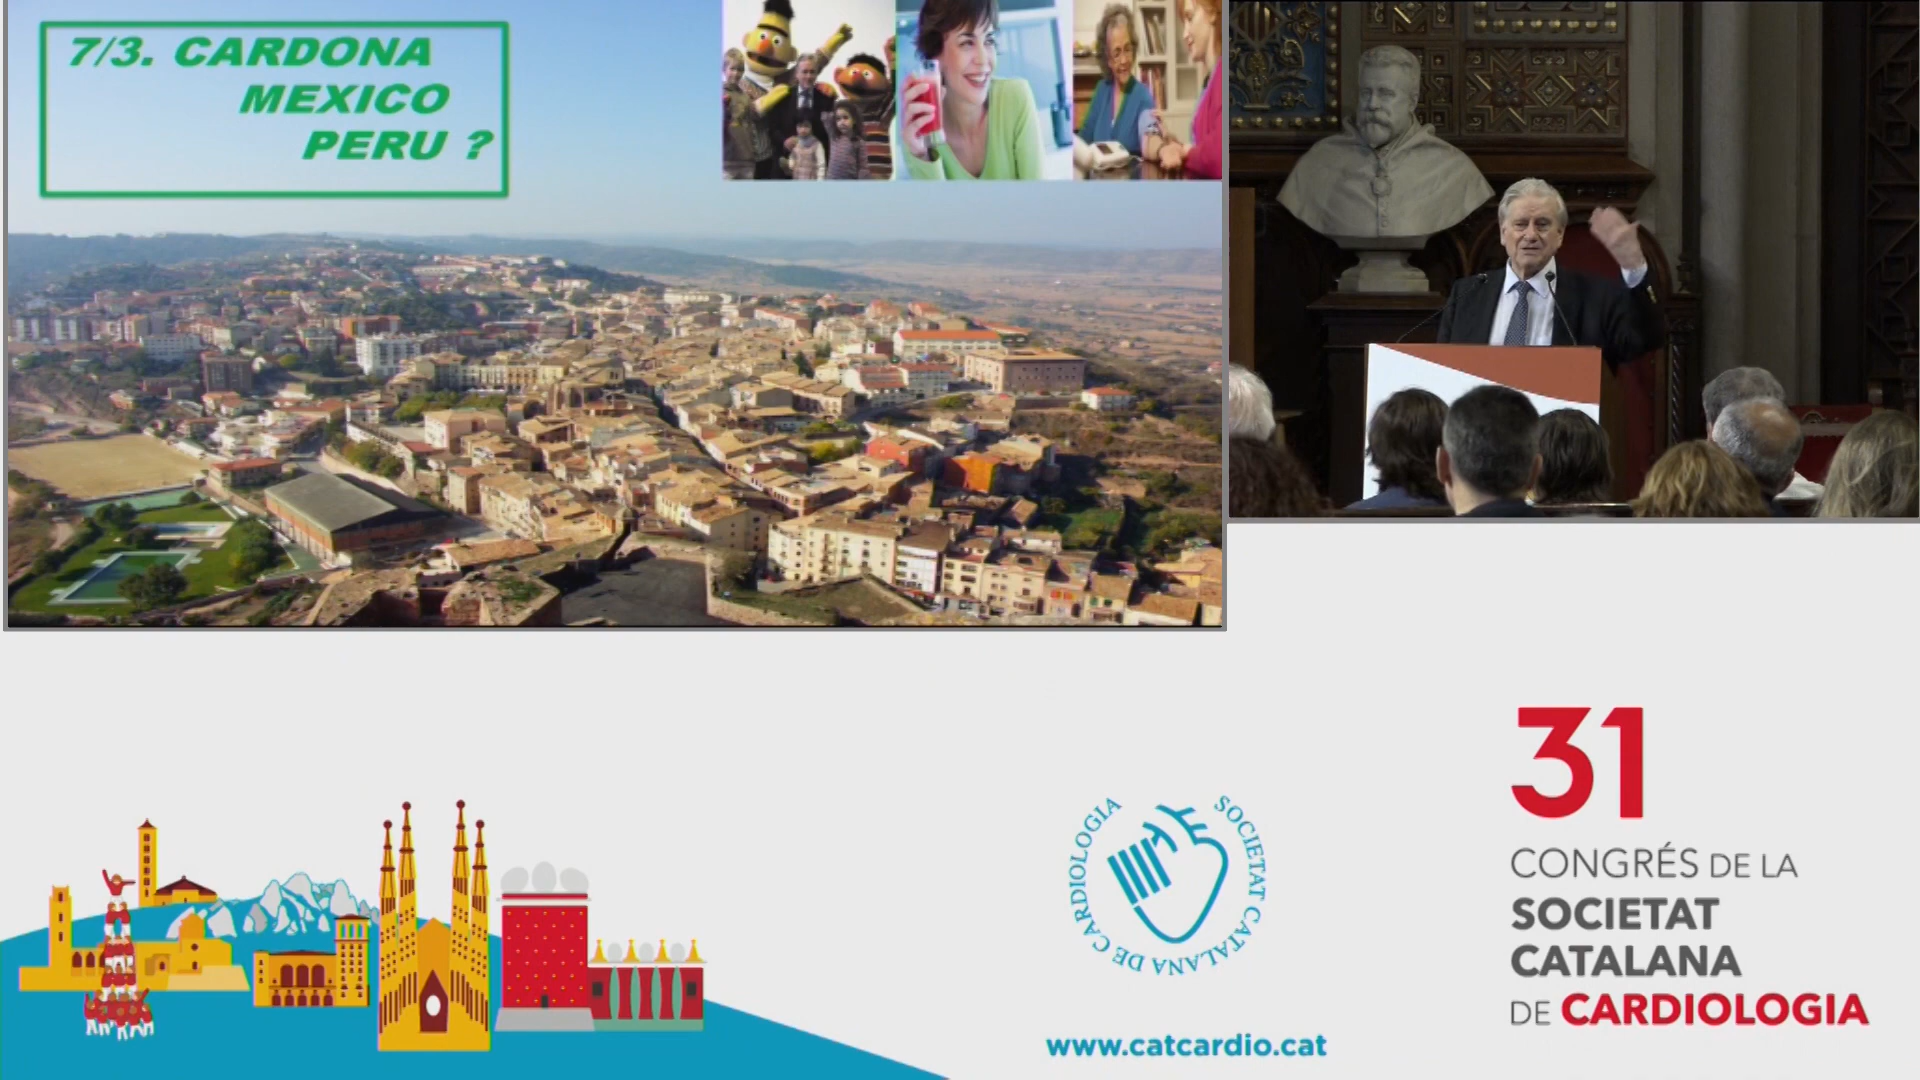 7/3. CARDONA
MEXICO
PERU ?
31
CONGRÉS DE LA
SOCIETAT
CATALANA
DE CARDIOLOGIA
SOCIETAT CATALANA DE CARDIOLOGIA
www.catcardio.cat